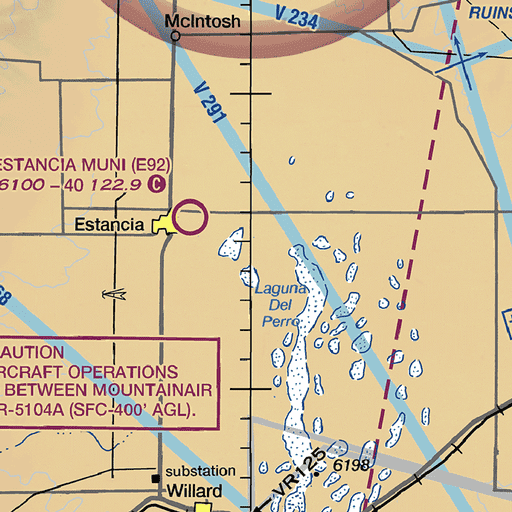 McIntosh
V 234
RUINS
V 291
ESTANCIA MUNI (E92)
6100 - 40 122.9 C
Estancia
Laguna
Del
Perro
68
AUTION
RCRAFT OPERATIONS
BETWEEN MOUNTAINAIR
R-5104A (SFC-400' AGL).
substation
Willard
VR125
6198